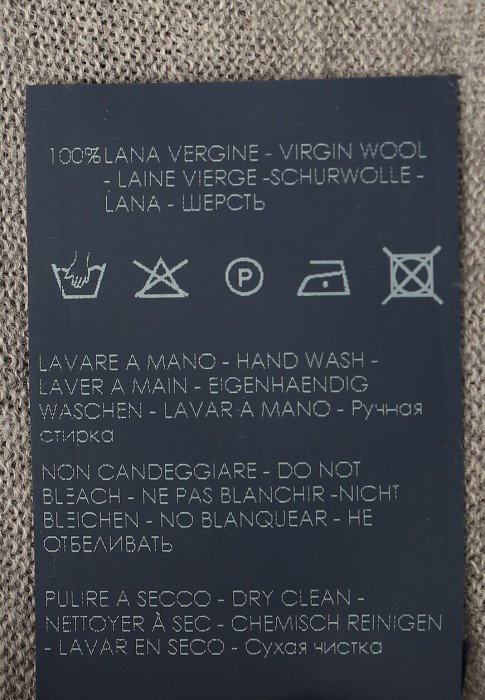 100% LANA VERGINE - VIRGIN WOOL
- LAINE VIERGE -SCHURWOLLE -
LANA - ШЕРСТЬ
P
LAVARE A MANO - HAND WASH -
LAVER A MAIN - EIGENHAENDIG
WASCHEN - LAVAR A MANO - Ручная
стирка
NON CANDEGGIARE - DO NOT
BLEACH - NE PAS BLANCHIR -NICHT
BLEICHEN - NO BLANQUEAR - НЕ
ОТБЕЛИВАТЬ
PULIRE A SECCO - DRY CLEAN -
NETTOYER À SEC - CHEMISCH REINIGEN
- LAVAR EN SECO - Сухая чистка